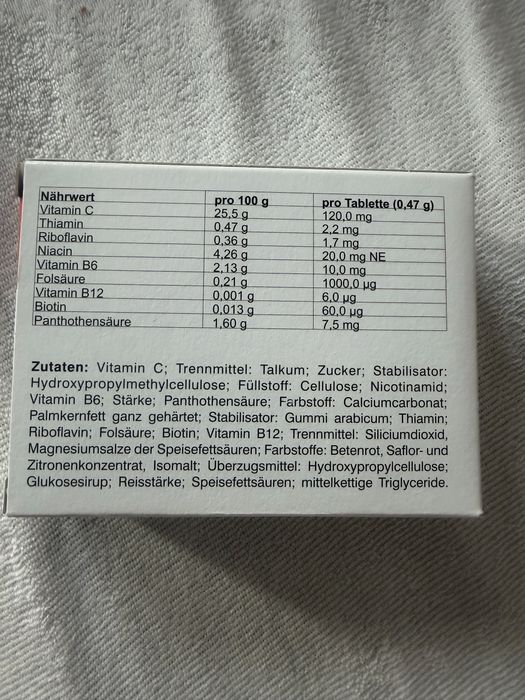 Nährwert pro 100 g pro Tablette (0,47 g)
Vitamin C 25,5 g 120,0 mg
Thiamin 0,47 g 2,2 mg
Riboflavin 0,36 g 1,7 mg
Niacin 4,26 g 20,0 mg NE
Vitamin B6 2,13 g 10,0 mg
Folsäure 0,21 g 1000,0 µg
Vitamin B12 0,001 g 6,0 µg
Biotin 0,013 g 60,0 µg
Panthothensäure 1,60 g 7,5 mg
Zutaten: Vitamin C; Trennmittel: Talkum; Zucker; Stabilisator:
Hydroxypropylmethylcellulose; Füllstoff: Cellulose; Nicotinamid;
Vitamin B6; Stärke; Panthothensäure; Farbstoff: Calciumcarbonat;
Palmkernfett ganz gehärtet; Stabilisator: Gummi arabicum; Thiamin;
Riboflavin; Folsäure; Biotin; Vitamin B12; Trennmittel: Siliciumdioxid,
Magnesiumsalze der Speisefettsäuren; Farbstoffe: Betenrot, Saflor- und
Zitronenkonzentrat, Isomalt; Überzugsmittel: Hydroxypropylcellulose;
Glukosesirup; Reisstärke; Speisefettsäuren; mittelkettige Triglyceride.